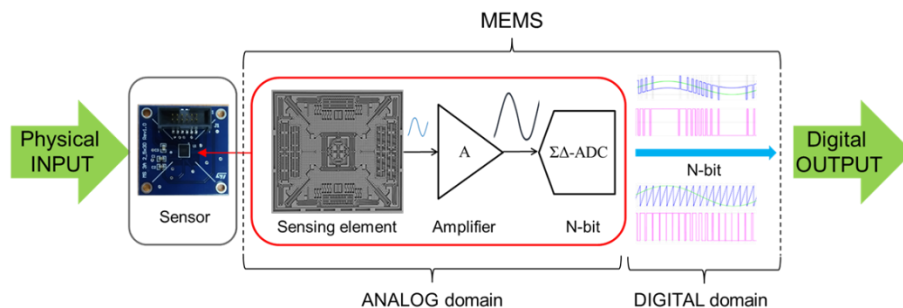 MEMS
Physical
INPUT
Sensor
Sensing element
A
Amplifier
ΣΔ-ADC
N-bit
N-bit
Digital
OUTPUT
ANALOG domain
DIGITAL domain